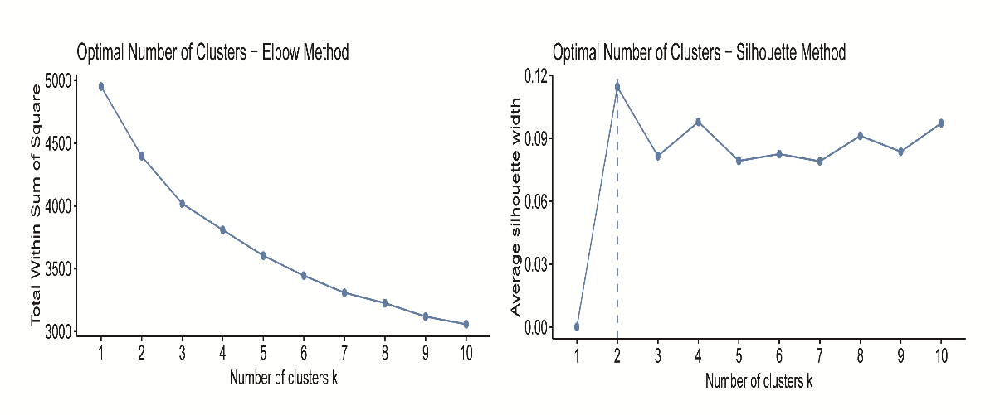 Optimal Number of Clusters − Elbow Method
Total Within Sum of Square
5000
4500
4000
3500
3000
1 2 3 4 5 6 7 8 9 10
Number of clusters k
Optimal Number of Clusters − Silhouette Method
Average silhouette width
0.12
0.09
0.06
0.03
0.00
1 2 3 4 5 6 7 8 9 10
Number of clusters k